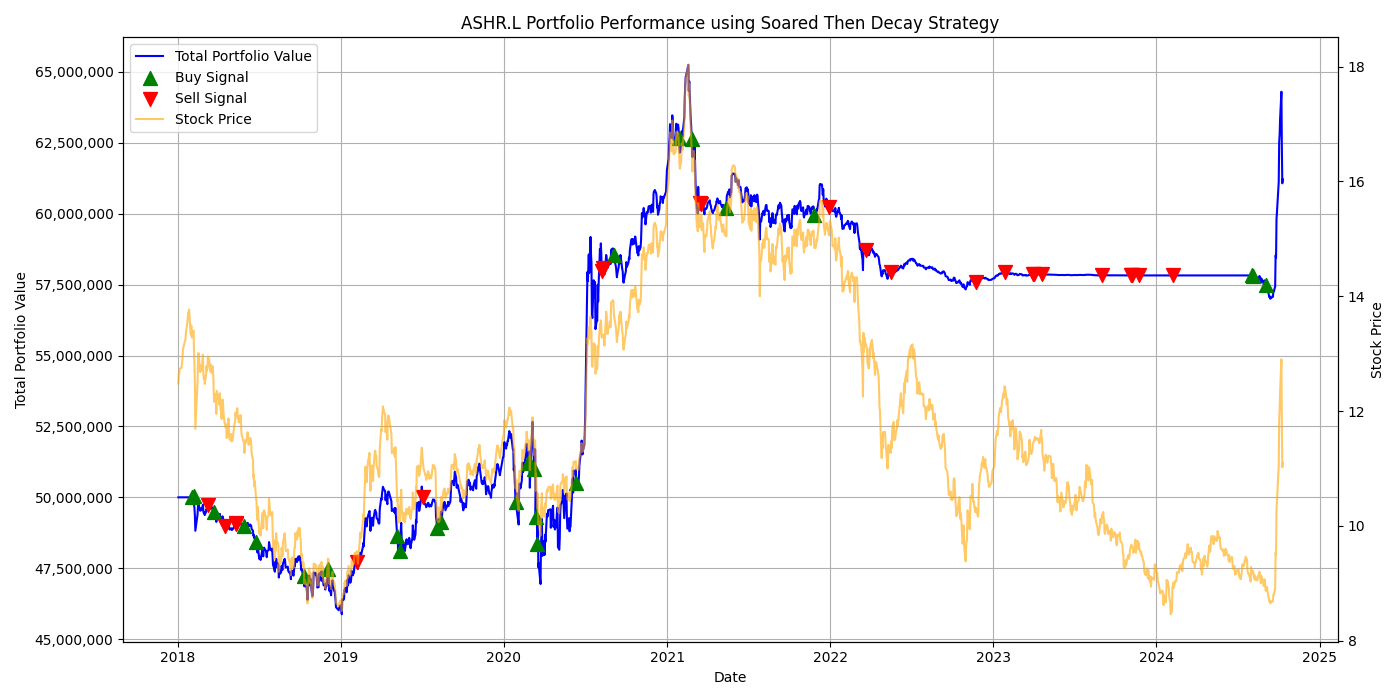 ASHR.L Portfolio Performance using Soared Then Decay Strategy
Total Portfolio Value
Buy Signal
Sell Signal
Stock Price
65,000,000
62,500,000
60,000,000
57,500,000
55,000,000
52,500,000
50,000,000
47,500,000
45,000,000
Total Portfolio Value
18
16
14
12
10
8
Stock Price
2018
2019
2020
2021
2022
2023
2024
2025
Date